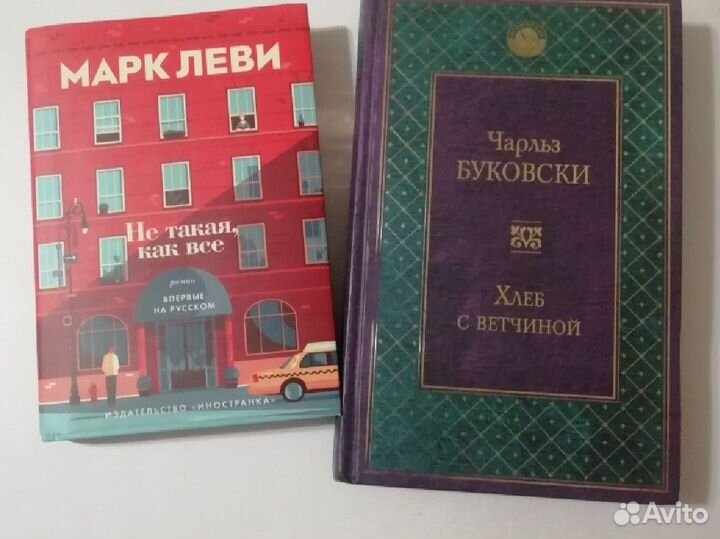 МАРК ЛЕВИ
Не такая,
как все
роман
ВПЕРВЫЕ
НА РУССКОМ
ИЗДАТЕЛЬСТВО «ИНОСТРАНКА»
Чарльз
БУКОВСКИ
ХЛЕБ
С ВЕТЧИНОЙ
Avito